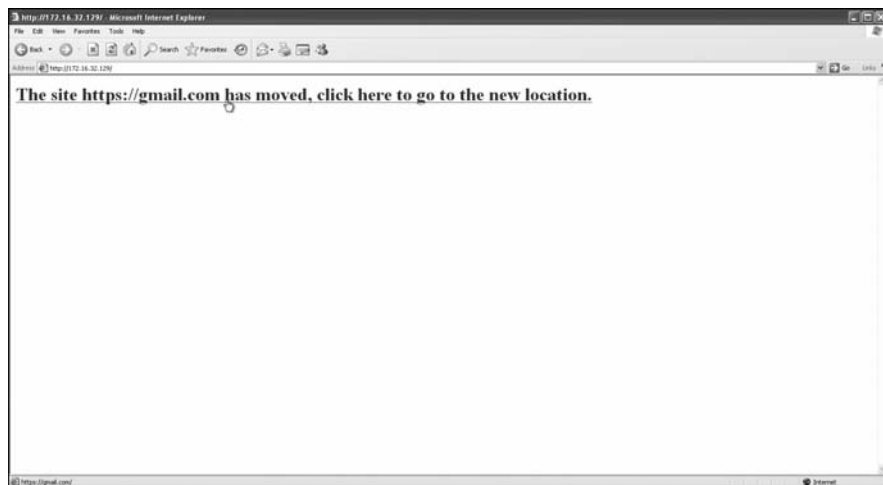 http://172.16.32.129/ - Microsoft Internet Explorer
File Edit View Favorites Tools Help
Back Search Favorites
Address http://172.16.32.129/ Go Links
The site https://gmail.com has moved, click here to go to the new location.
https://gmail.com/ Internet